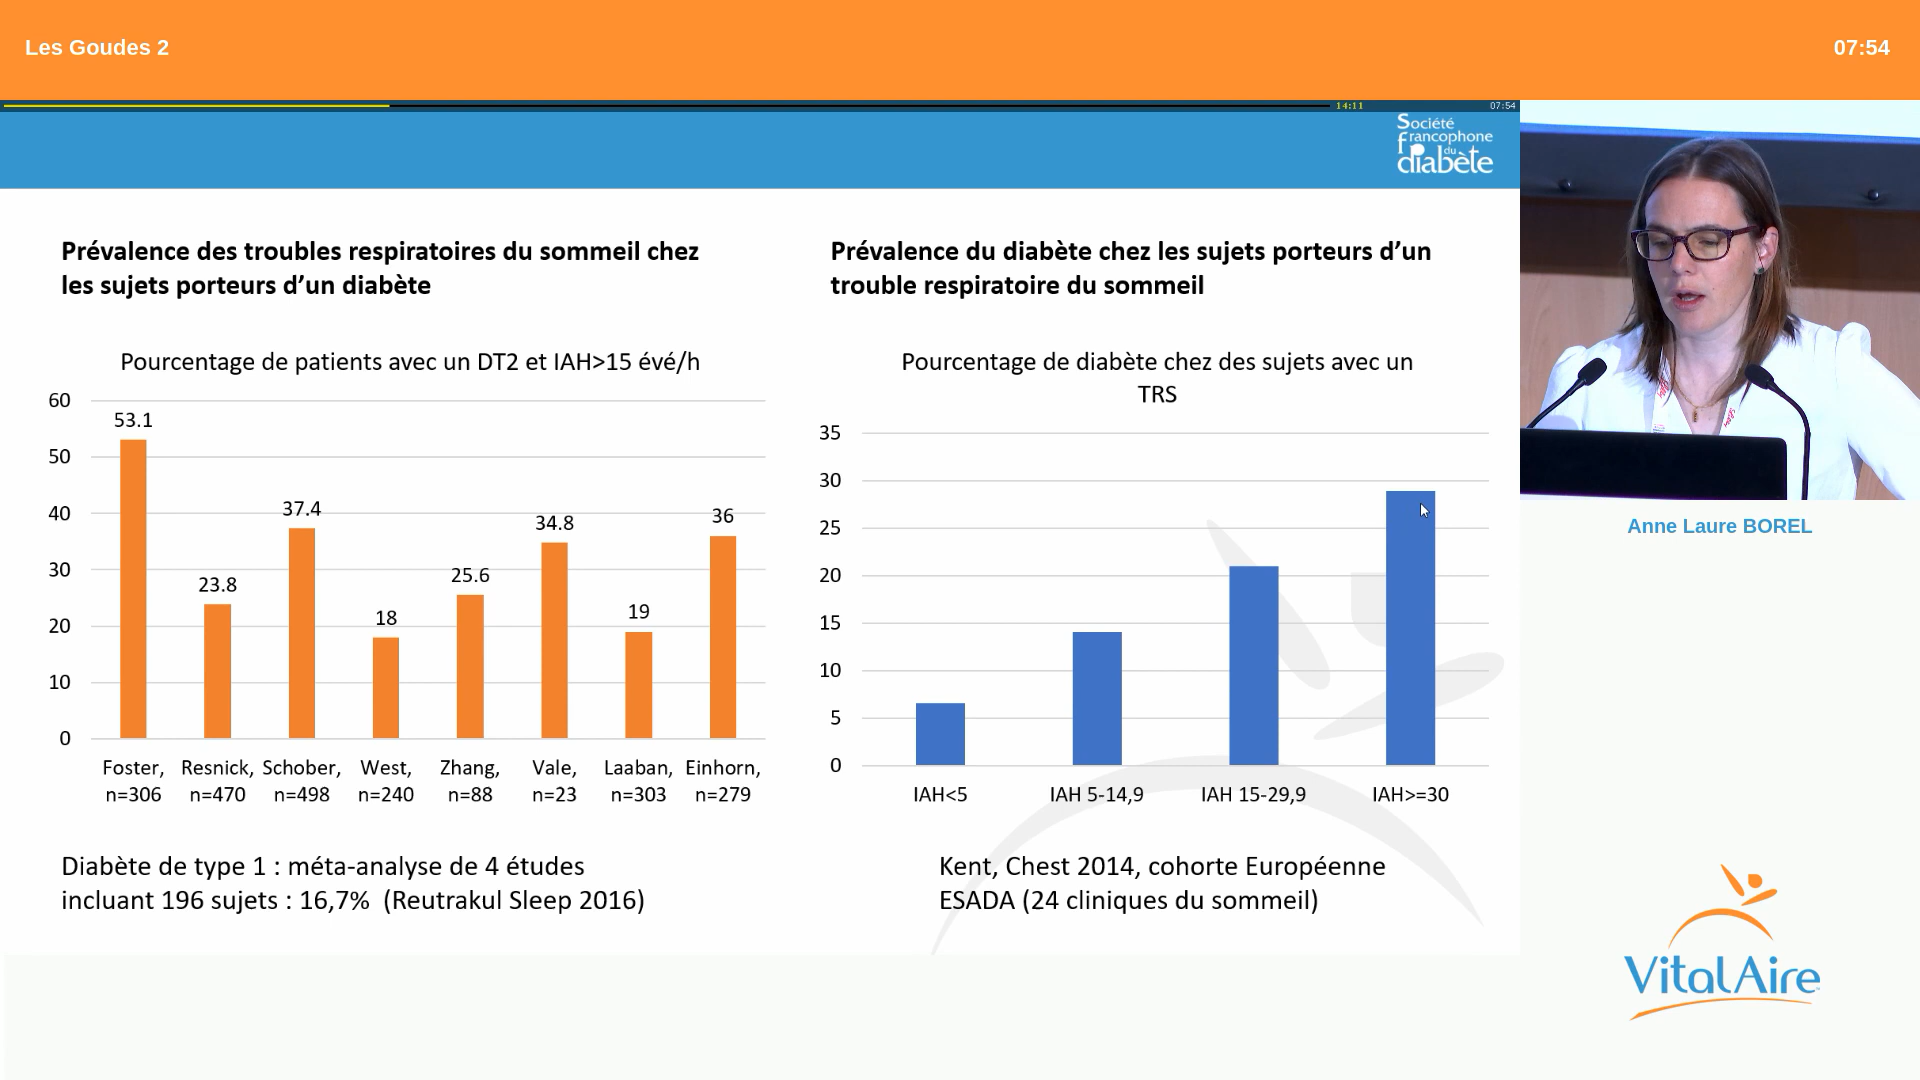 Les Goudes 2
07:54
14:11
07:54
Société
francophone
du
diabète
Prévalence des troubles respiratoires du sommeil chez
les sujets porteurs d’un diabète
Pourcentage de patients avec un DT2 et IAH>15 évé/h
60
50
40
30
20
10
0
53.1
23.8
37.4
18
25.6
34.8
19
36
Foster, Resnick, Schober, West, Zhang, Vale, Laaban, Einhorn,
n=306 n=470 n=498 n=240 n=88 n=23 n=303 n=279
Diabète de type 1 : méta-analyse de 4 études
incluant 196 sujets : 16,7% (Reutrakul Sleep 2016)
Prévalence du diabète chez les sujets porteurs d’un
trouble respiratoire du sommeil
Pourcentage de diabète chez des sujets avec un
TRS
35
30
25
20
15
10
5
0
IAH<5 IAH 5-14,9 IAH 15-29,9 IAH>=30
Kent, Chest 2014, cohorte Européenne
ESADA (24 cliniques du sommeil)
Anne Laure BOREL
VitalAire